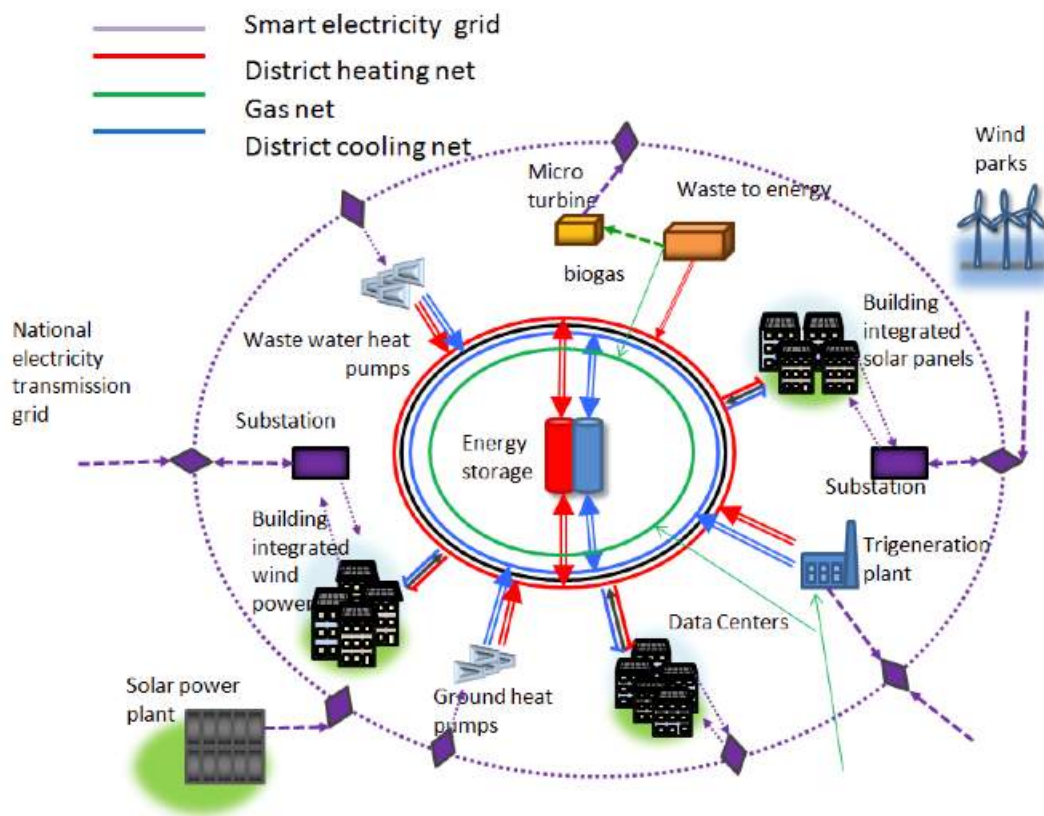 Smart electricity grid
District heating net
Gas net
District cooling net
Wind
parks
Micro
turbine
Waste to energy
biogas
Building
integrated
solar panels
National
electricity
transmission
grid
Waste water heat
pumps
Substation
Energy
storage
Substation
Building
integrated
wind
power
Trigeneration
plant
Data Centers
Solar power
plant
Ground heat
pumps